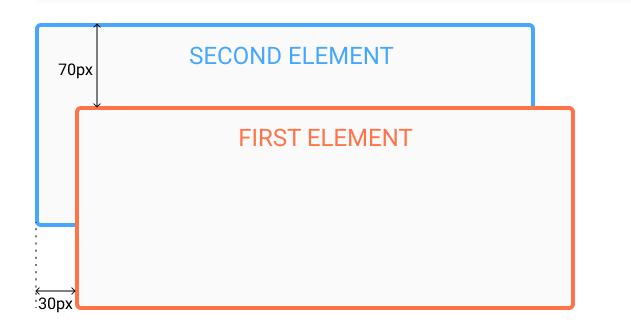 SECOND ELEMENT
70px
FIRST ELEMENT
30px